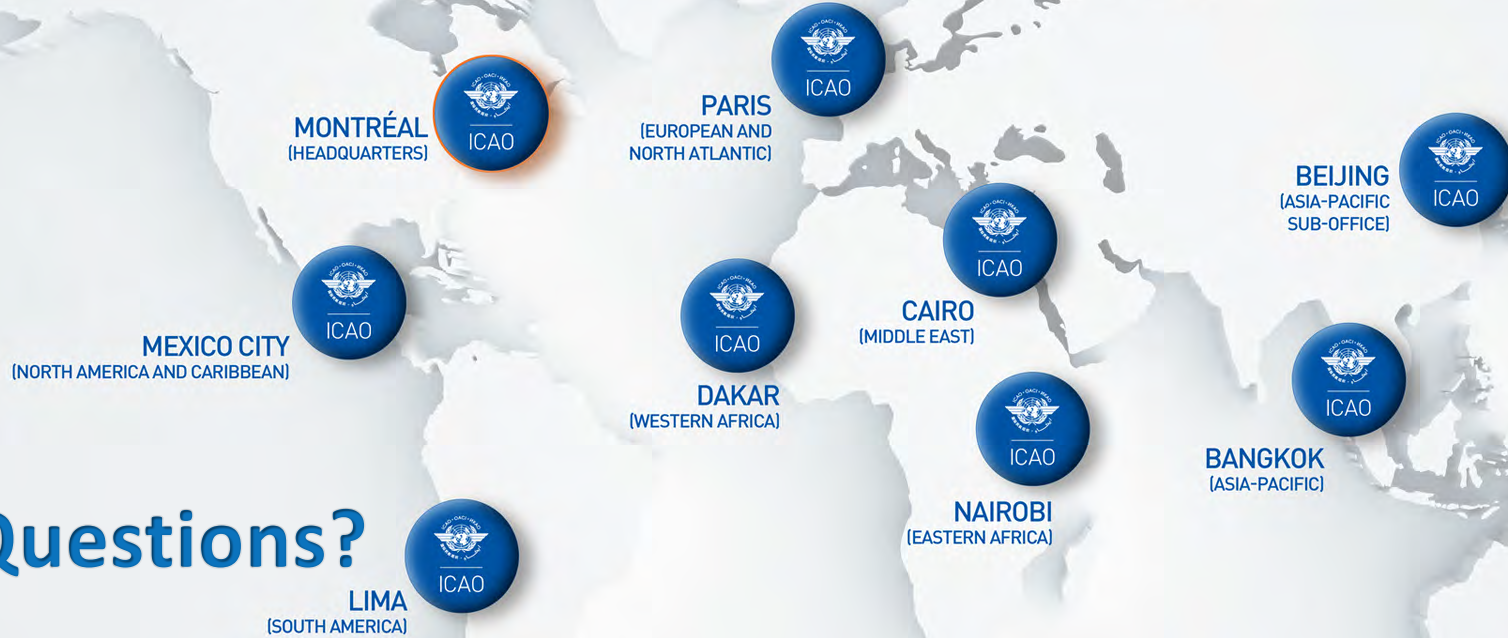 ICAO
MONTRÉAL
(HEADQUARTERS)
ICAO
PARIS
(EUROPEAN AND
NORTH ATLANTIC)
ICAO
BEIJING
(ASIA-PACIFIC
SUB-OFFICE)
ICAO
MEXICO CITY
(NORTH AMERICA AND CARIBBEAN)
ICAO
DAKAR
(WESTERN AFRICA)
ICAO
CAIRO
(MIDDLE EAST)
ICAO
NAIROBI
(EASTERN AFRICA)
ICAO
BANGKOK
(ASIA-PACIFIC)
ICAO
Questions?
LIMA
(SOUTH AMERICA)
ICAO